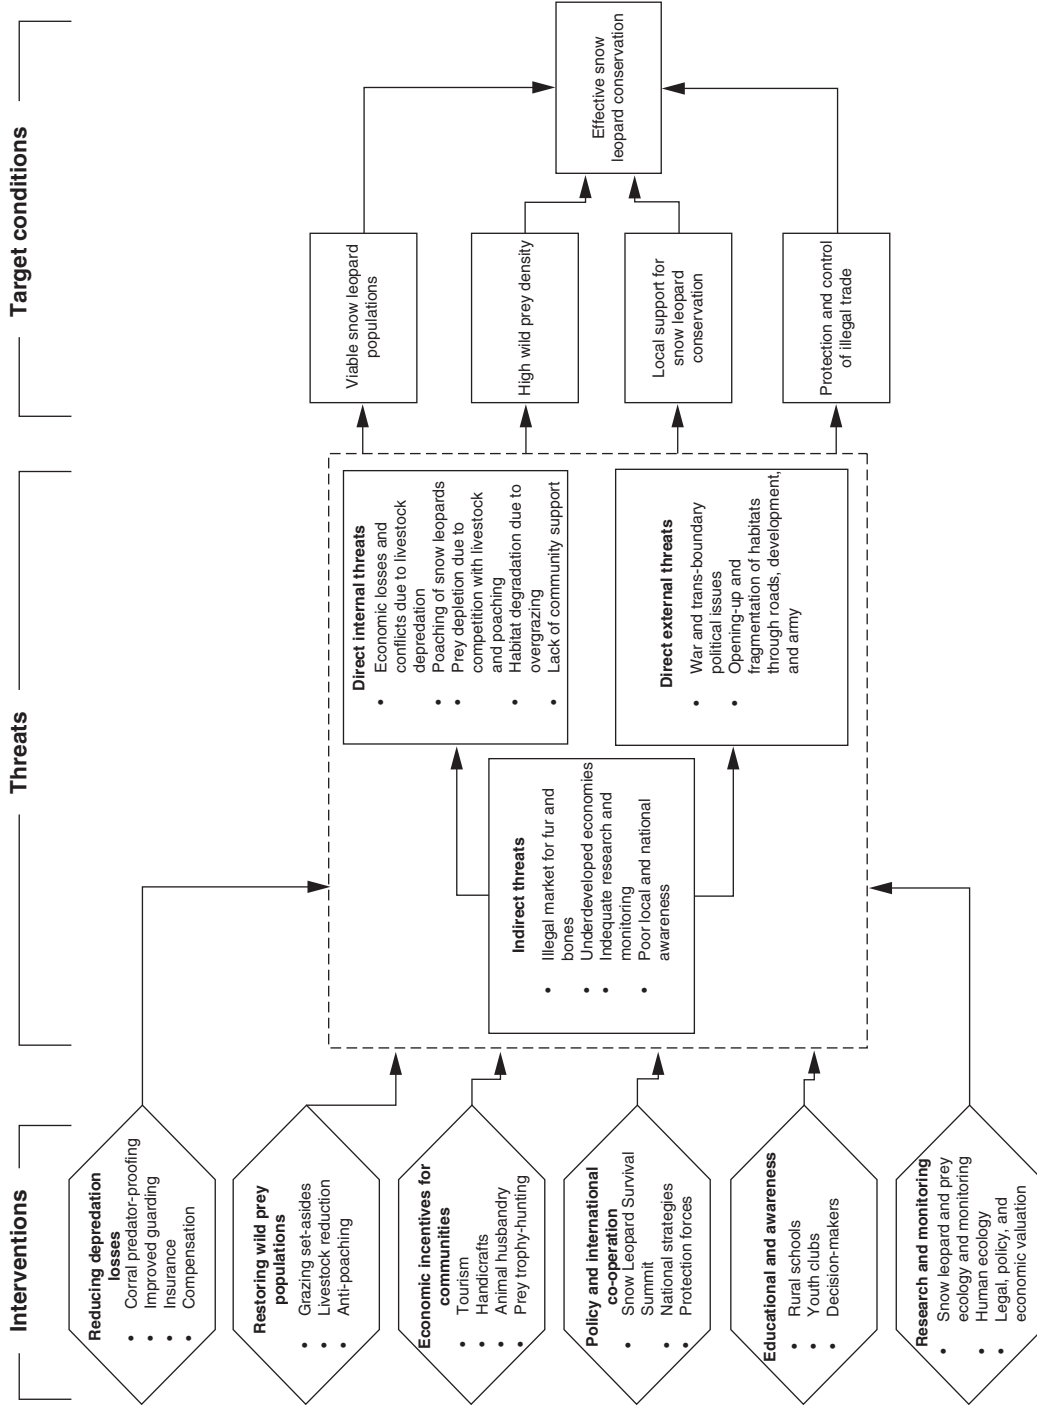 Interventions
Threats
Target conditions
Reducing depredation
losses
• Corral predator-proofing
• Improved guarding
• Insurance
• Compensation
Restoring wild prey
populations
• Grazing set-asides
• Livestock reduction
• Anti-poaching
Economic incentives for
communities
• Tourism
• Handicrafts
• Animal husbandry
• Prey trophy-hunting
Policy and international
co-operation
• Snow Leopard Survival
Summit
• National strategies
• Protection forces
Educational and awareness
• Rural schools
• Youth clubs
• Decision-makers
Research and monitoring
• Snow leopard and prey
ecology and monitoring
• Human ecology
• Legal, policy, and
economic valuation
Indirect threats
• Illegal market for fur and
bones
• Underdeveloped economies
• Indequate research and
monitoring
• Poor local and national
awareness
Direct internal threats
• Economic losses and
conflicts due to livestock
depredation
• Poaching of snow leopards
• Prey depletion due to
competition with livestock
and poaching
• Habitat degradation due to
overgrazing
• Lack of community support
Direct external threats
• War and trans-boundary
political issues
• Opening-up and
fragmentation of habitats
through roads, development,
and army
Viable snow leopard
populations
High wild prey density
Local support for
snow leopard
conservation
Protection and control
of illegal trade
Effective snow
leopard conservation